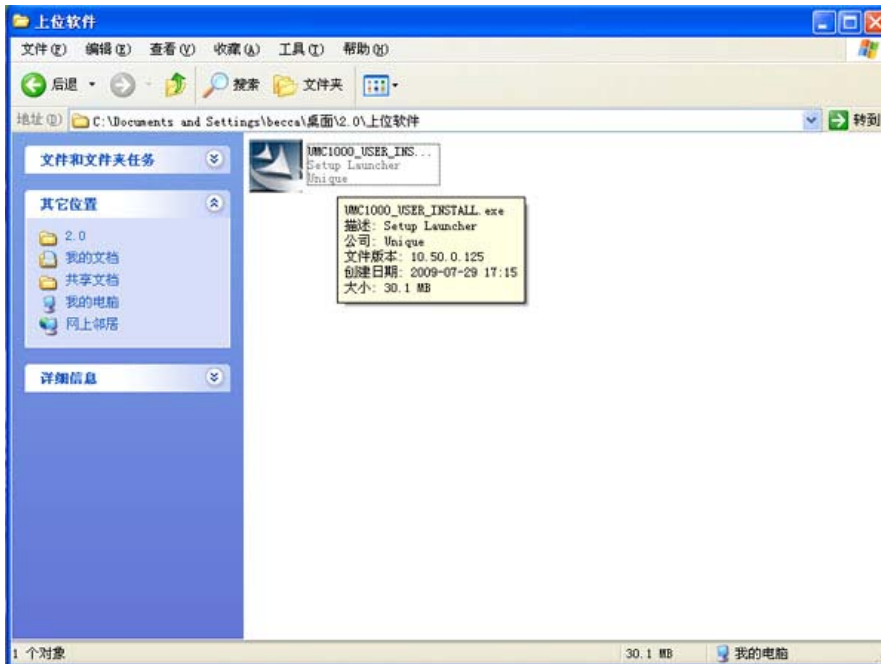 上位软件
文件(F) 编辑(E) 查看(V) 收藏(A) 工具(T) 帮助(H)
后退 搜索 文件夹
地址(D) C:\Documents and Settings\becca\桌面\2.0\上位软件 转到
文件和文件夹任务
其它位置
2.0
我的文档
共享文档
我的电脑
网上邻居
详细信息
UMC1000_USER_INS...
Setup Launcher
Unique
UMC1000_USER_INSTALL.exe
描述: Setup Launcher
公司: Unique
文件版本: 10.50.0.125
创建日期: 2009-07-29 17:15
大小: 30.1 MB
1 个对象 30.1 MB 我的电脑